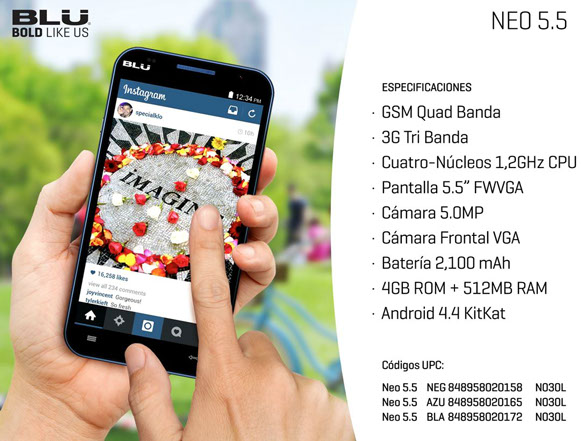 BLU
BOLD LIKE US
NEO 5.5
BLU
12:34 PM
Instagram
specialkio
10s
IMAGIN
16,258 likes
view all 234 comments
joyvincent Gorgeous!
tylerkieft So fresh
ESPECIFICACIONES
· GSM Quad Banda
· 3G Tri Banda
· Cuatro-Núcleos 1,2GHz CPU
· Pantalla 5.5” FWVGA
· Cámara 5.0MP
· Cámara Frontal VGA
· Batería 2,100 mAh
· 4GB ROM + 512MB RAM
· Android 4.4 KitKat
Códigos UPC:
Neo 5.5 NEG 848958020158 N030L
Neo 5.5 AZU 848958020165 N030L
Neo 5.5 BLA 848958020172 N030L